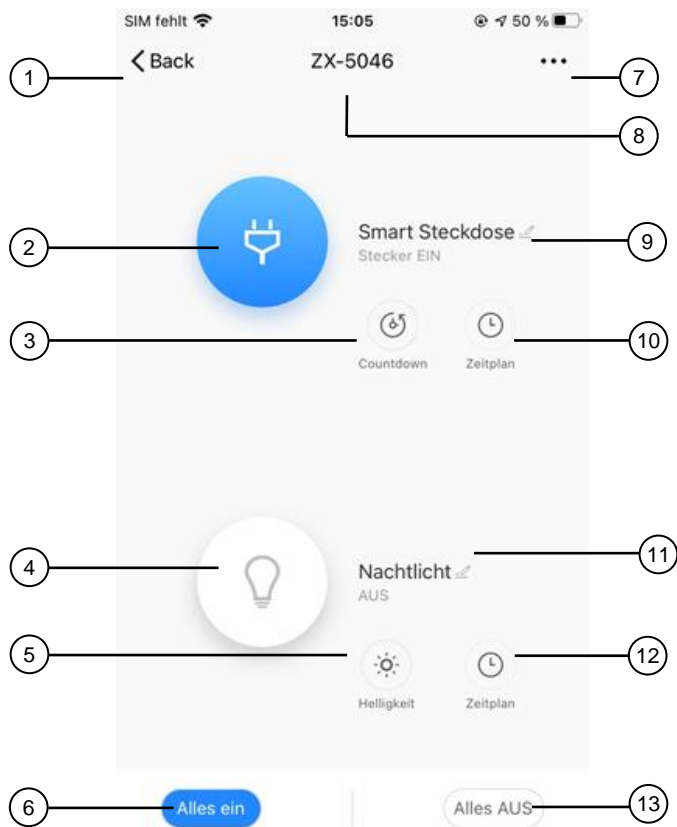 SIM fehlt 15:05 50 %
1 Back ZX-5046 ••• 7
8
2 Smart Steckdose 9
Stecker EIN
3 10
Countdown Zeitplan
4 Nachtlicht 11
AUS
5 12
Helligkeit Zeitplan
6 Alles ein Alles AUS 13